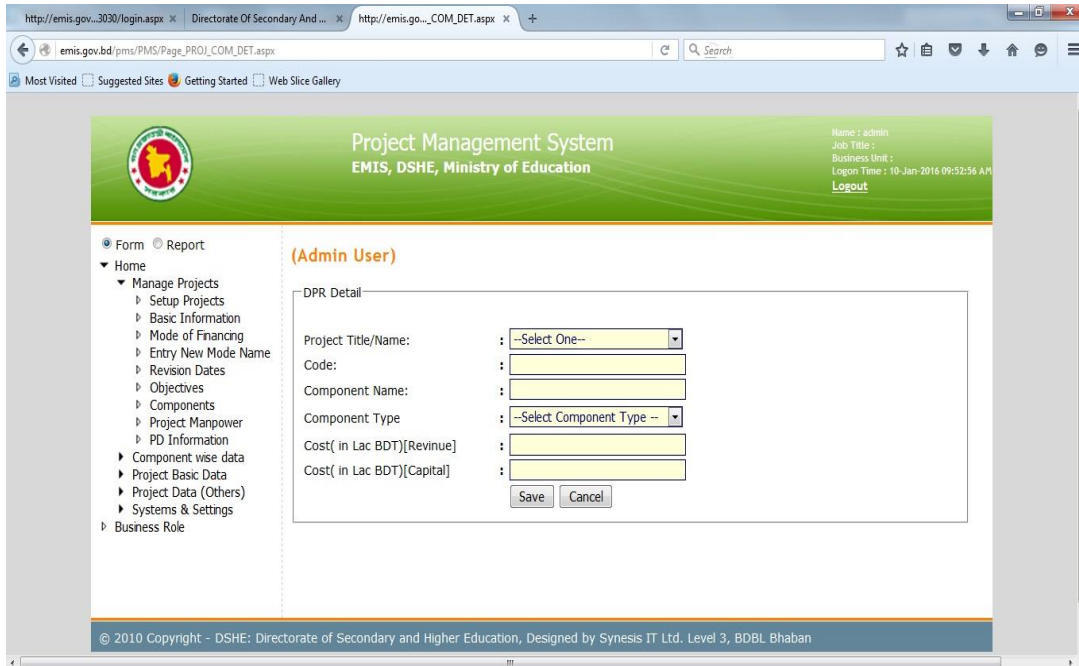 http://emis.gov...3030/login.aspx × Directorate Of Secondary And ... × http://emis.go..._COM_DET.aspx × +
emis.gov.bd/pms/PMS/Page_PROJ_COM_DET.aspx Search
Most Visited Suggested Sites Getting Started Web Slice Gallery
Project Management System
EMIS, DSHE, Ministry of Education
Name : admin
Job Title :
Business Unit :
Logon Time : 10-Jan-2016 09:52:56 AM
Logout
Form Report
Home
Manage Projects
Setup Projects
Basic Information
Mode of Financing
Entry New Mode Name
Revision Dates
Objectives
Components
Project Manpower
PD Information
Component wise data
Project Basic Data
Project Data (Others)
Systems & Settings
Business Role
(Admin User)
DPR Detail
Project Title/Name: : --Select One--
Code: :
Component Name: :
Component Type : --Select Component Type --
Cost( in Lac BDT)[Revinue] :
Cost( in Lac BDT)[Capital] :
Save Cancel
© 2010 Copyright - DSHE: Directorate of Secondary and Higher Education, Designed by Synesis IT Ltd. Level 3, BDBL Bhaban